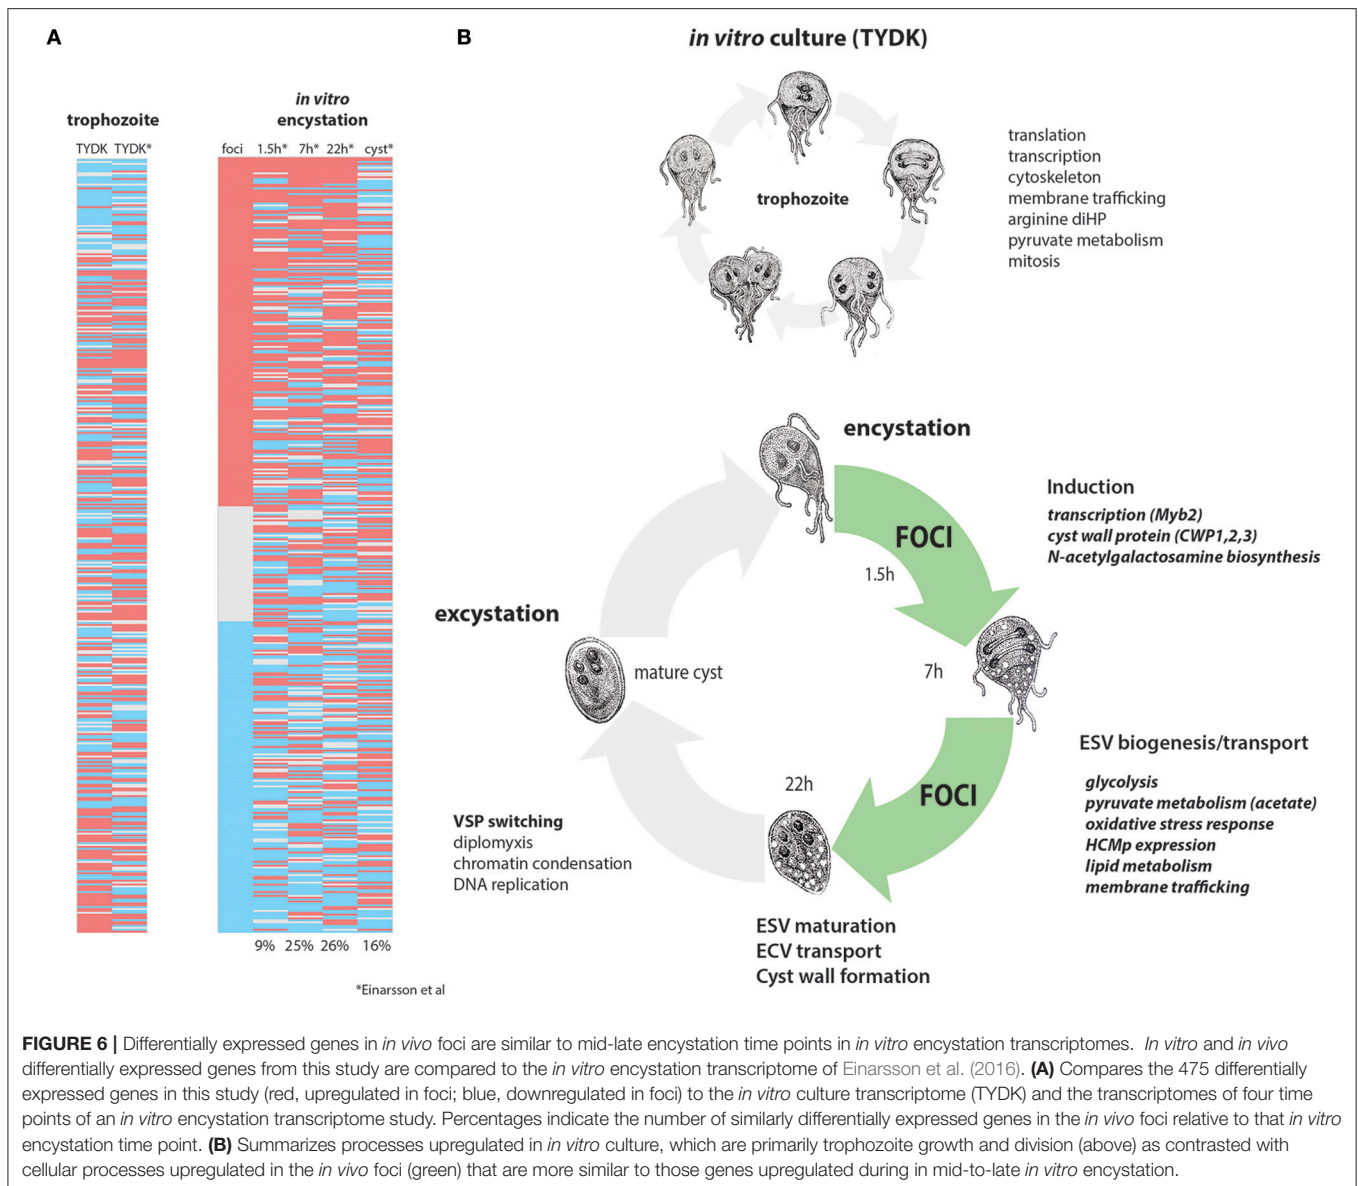 A
trophozoite
TYDK TYDK*
in vitro
encystation
foci 1.5h* 7h* 22h* cyst*
9% 25% 26% 16%
*Einarsson et al
B
in vitro culture (TYDK)
trophozoite
translation
transcription
cytoskeleton
membrane trafficking
arginine diHP
pyruvate metabolism
mitosis
encystation
FOCI
1.5h
Induction
transcription (Myb2)
cyst wall protein (CWP1,2,3)
N-acetylgalactosamine biosynthesis
excystation
mature cyst
7h
ESV biogenesis/transport
glycolysis
pyruvate metabolism (acetate)
oxidative stress response
HCMp expression
lipid metabolism
membrane trafficking
FOCI
22h
VSP switching
diplomyxis
chromatin condensation
DNA replication
ESV maturation
ECV transport
Cyst wall formation
FIGURE 6 | Differentially expressed genes in in vivo foci are similar to mid-late encystation time points in in vitro encystation transcriptomes. In vitro and in vivo
differentially expressed genes from this study are compared to the in vitro encystation transcriptome of Einarsson et al. (2016). (A) Compares the 475 differentially
expressed genes in this study (red, upregulated in foci; blue, downregulated in foci) to the in vitro culture transcriptome (TYDK) and the transcriptomes of four time
points of an in vitro encystation transcriptome study. Percentages indicate the number of similarly differentially expressed genes in the in vivo foci relative to that in vitro
encystation time point. (B) Summarizes processes upregulated in in vitro culture, which are primarily trophozoite growth and division (above) as contrasted with
cellular processes upregulated in the in vivo foci (green) that are more similar to those genes upregulated during in mid-to-late in vitro encystation.